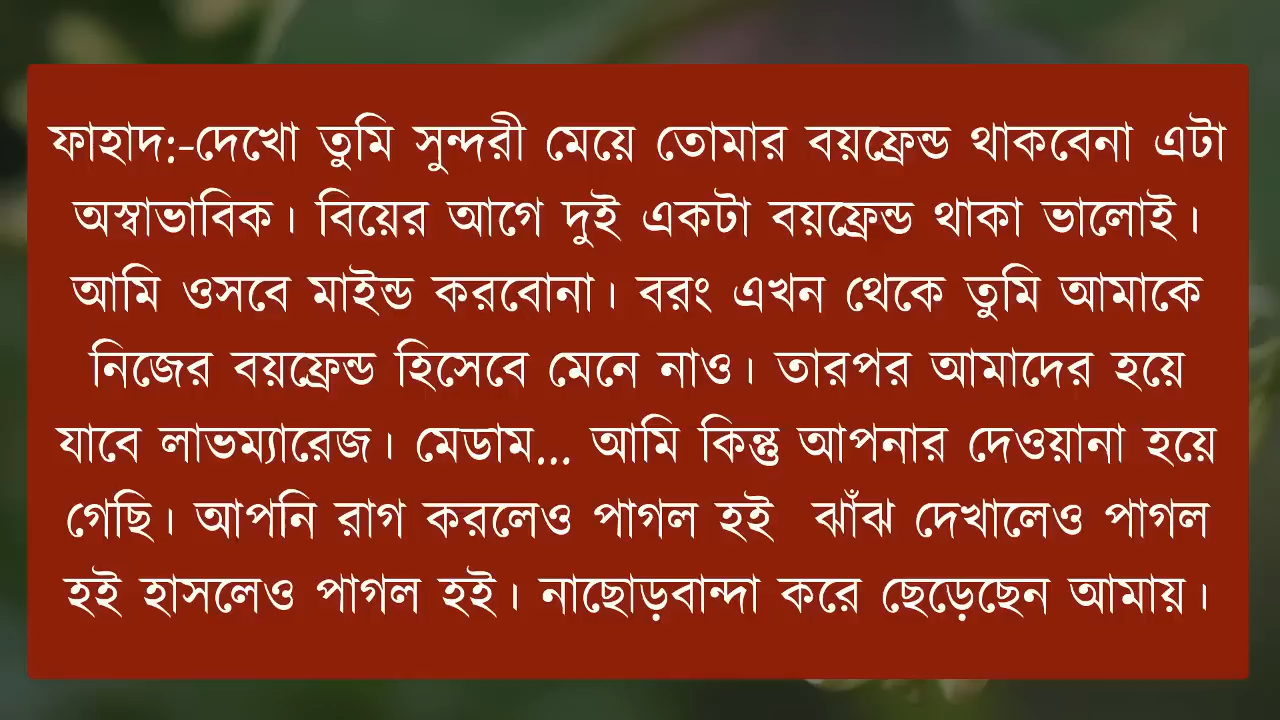 ফাহাদ:-দেখো তুমি সুন্দরী মেয়ে তোমার বয়ফ্রেন্ড থাকবেনা এটা
অস্বাভাবিক। বিয়ের আগে দুই একটা বয়ফ্রেন্ড থাকা ভালোই।
আমি ওসবে মাইন্ড করবোনা। বরং এখন থেকে তুমি আমাকে
নিজের বয়ফ্রেন্ড হিসেবে মেনে নাও। তারপর আমাদের হয়ে
যাবে লাভম্যারেজ। মেডাম... আমি কিন্তু আপনার দেওয়ানা হয়ে
গেছি। আপনি রাগ করলেও পাগল হই  ঝাঁঝ দেখালেও পাগল
হই হাসলেও পাগল হই। নাছোড়বান্দা করে ছেড়েছেন আমায়।